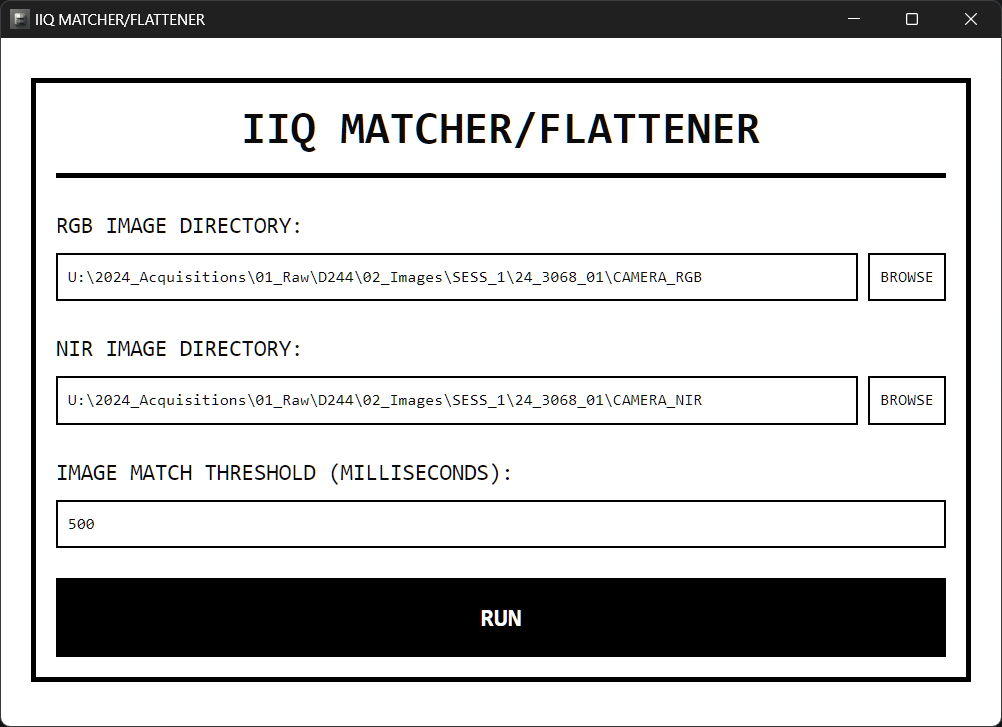 IIQ MATCHER/FLATTENER
IIQ MATCHER/FLATTENER
RGB IMAGE DIRECTORY:
U:\2024_Acquisitions\01_Raw\D244\02_Images\SESS_1\24_3068_01\CAMERA_RGB
BROWSE
NIR IMAGE DIRECTORY:
U:\2024_Acquisitions\01_Raw\D244\02_Images\SESS_1\24_3068_01\CAMERA_NIR
BROWSE
IMAGE MATCH THRESHOLD (MILLISECONDS):
500
RUN